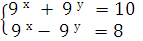 9 ˣ + 9 ʸ = 10
9 ˣ − 9 ʸ = 8